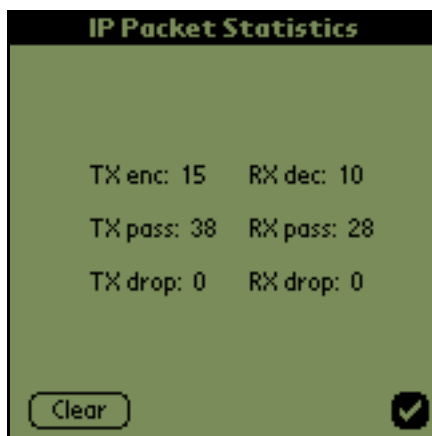 IP Packet Statistics
TX enc: 15 RX dec: 10
TX pass: 38 RX pass: 28
TX drop: 0 RX drop: 0
Clear